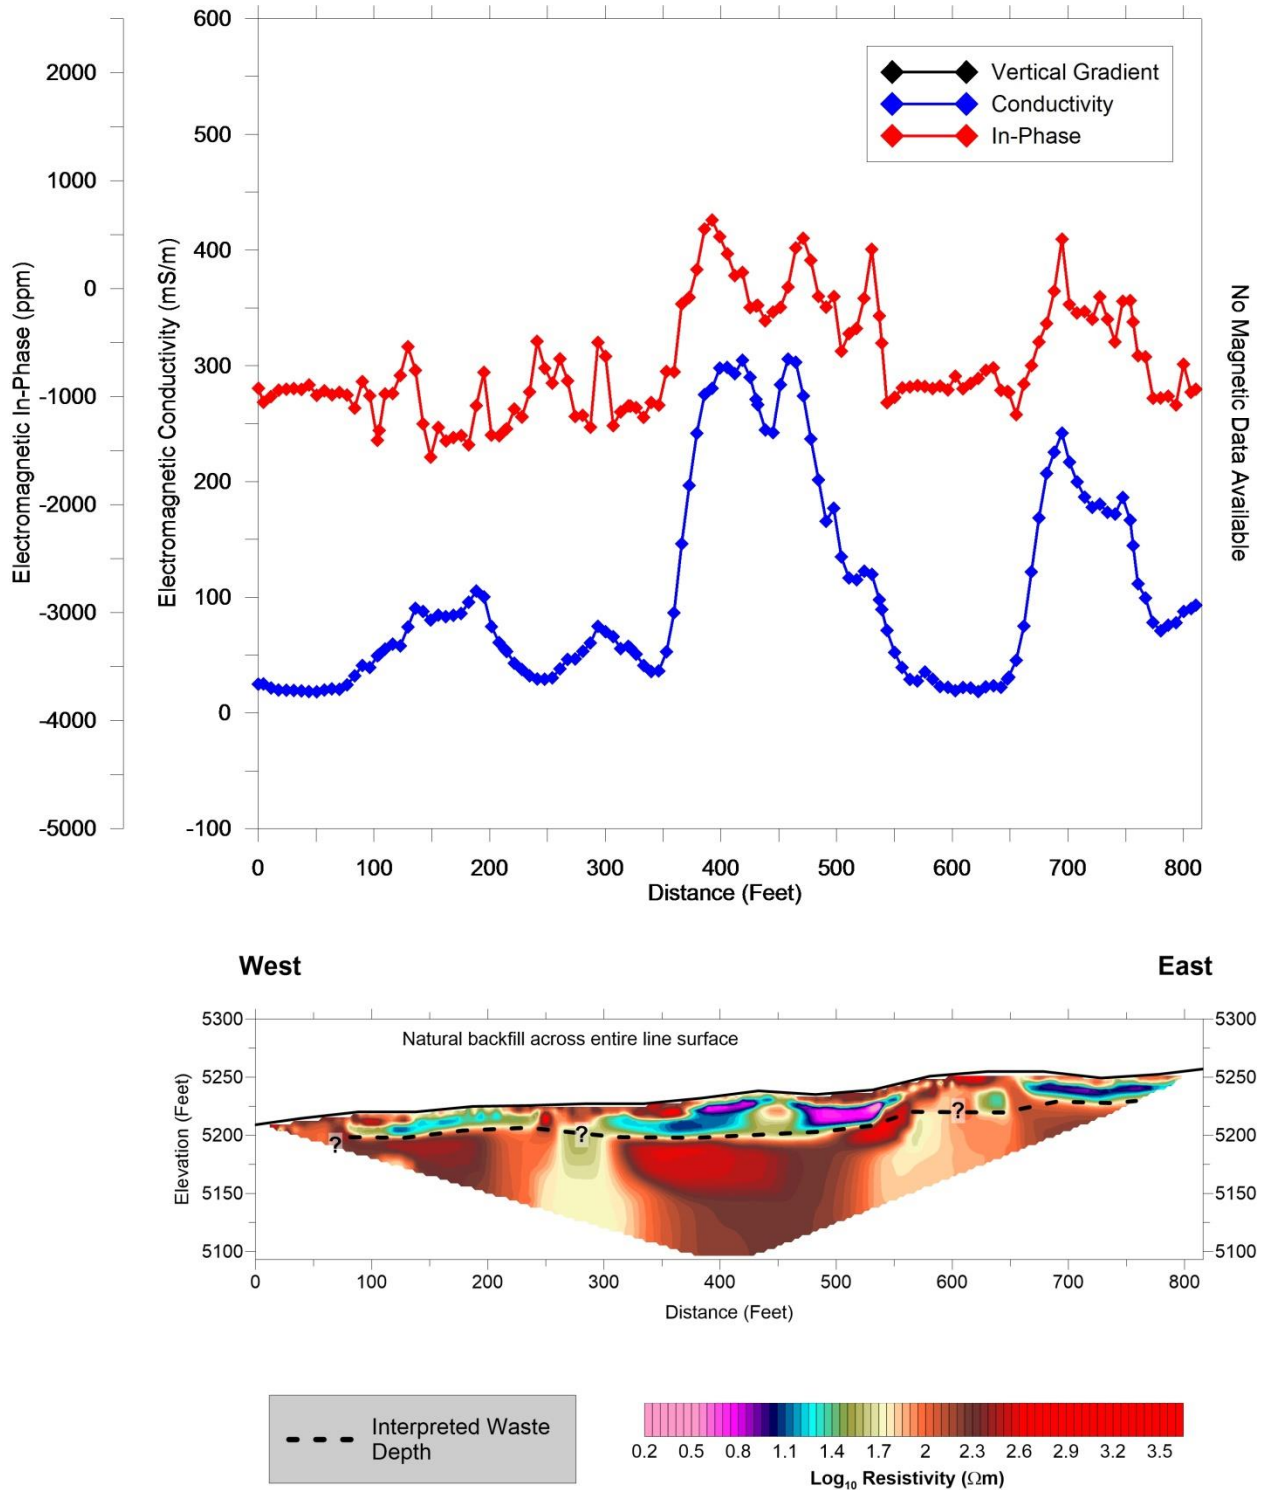 600
500
400
300
200
100
0
-100
2000
1000
0
-1000
-2000
-3000
-4000
-5000
Electromagnetic In-Phase (ppm)
Electromagnetic Conductivity (mS/m)
Vertical Gradient
Conductivity
In-Phase
No Magnetic Data Available
0 100 200 300 400 500 600 700 800
Distance (Feet)
West East
Natural backfill across entire line surface
5300 5300
5250 5250
5200 5200
5150 5150
5100 5100
Elevation (Feet)
? ? ?
0 100 200 300 400 500 600 700 800
Distance (Feet)
Interpreted Waste
Depth
0.2 0.5 0.8 1.1 1.4 1.7 2 2.3 2.6 2.9 3.2 3.5
Log₁₀ Resistivity (Ωm)